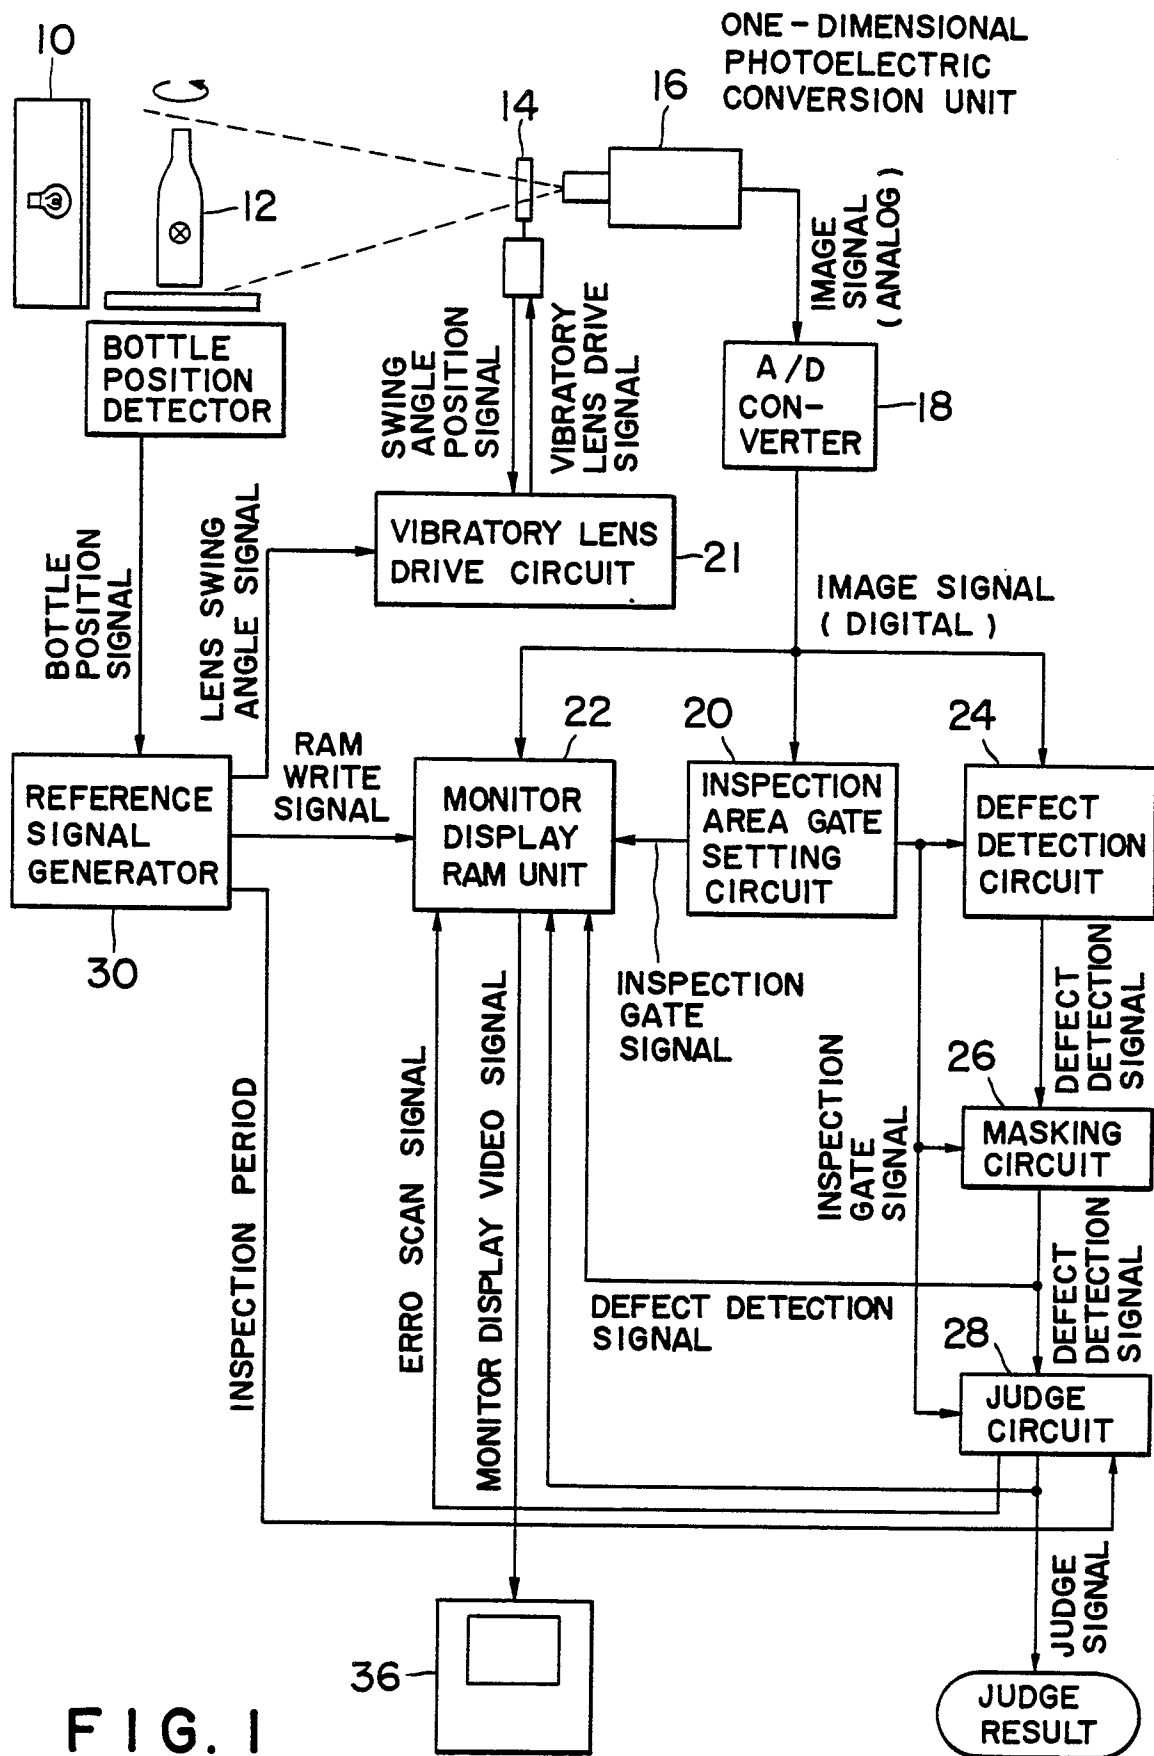 10
ONE-DIMENSIONAL
PHOTOELECTRIC
CONVERSION UNIT
14
16
12
IMAGE
SIGNAL
(ANALOG)
BOTTLE
POSITION
DETECTOR
SWING
ANGLE
POSITION
SIGNAL
VIBRATORY
LENS DRIVE
SIGNAL
A/D
CON-
VERTER
18
BOTTLE
POSITION
SIGNAL
LENS SWING
ANGLE SIGNAL
VIBRATORY LENS
DRIVE CIRCUIT
21
IMAGE SIGNAL
(DIGITAL)
22
20
24
REFERENCE
SIGNAL
GENERATOR
30
RAM
WRITE
SIGNAL
MONITOR
DISPLAY
RAM UNIT
INSPECTION
AREA GATE
SETTING
CIRCUIT
DEFECT
DETECTION
CIRCUIT
INSPECTION
GATE
SIGNAL
DEFECT
DETECTION
SIGNAL
26
MASKING
CIRCUIT
INSPECTION PERIOD
ERRO SCAN SIGNAL
MONITOR DISPLAY VIDEO SIGNAL
INSPECTION
GATE
SIGNAL
DEFECT DETECTION
SIGNAL
DEFECT
DETECTION
SIGNAL
28
JUDGE
CIRCUIT
JUDGE
SIGNAL
36
JUDGE
RESULT
FIG. 1